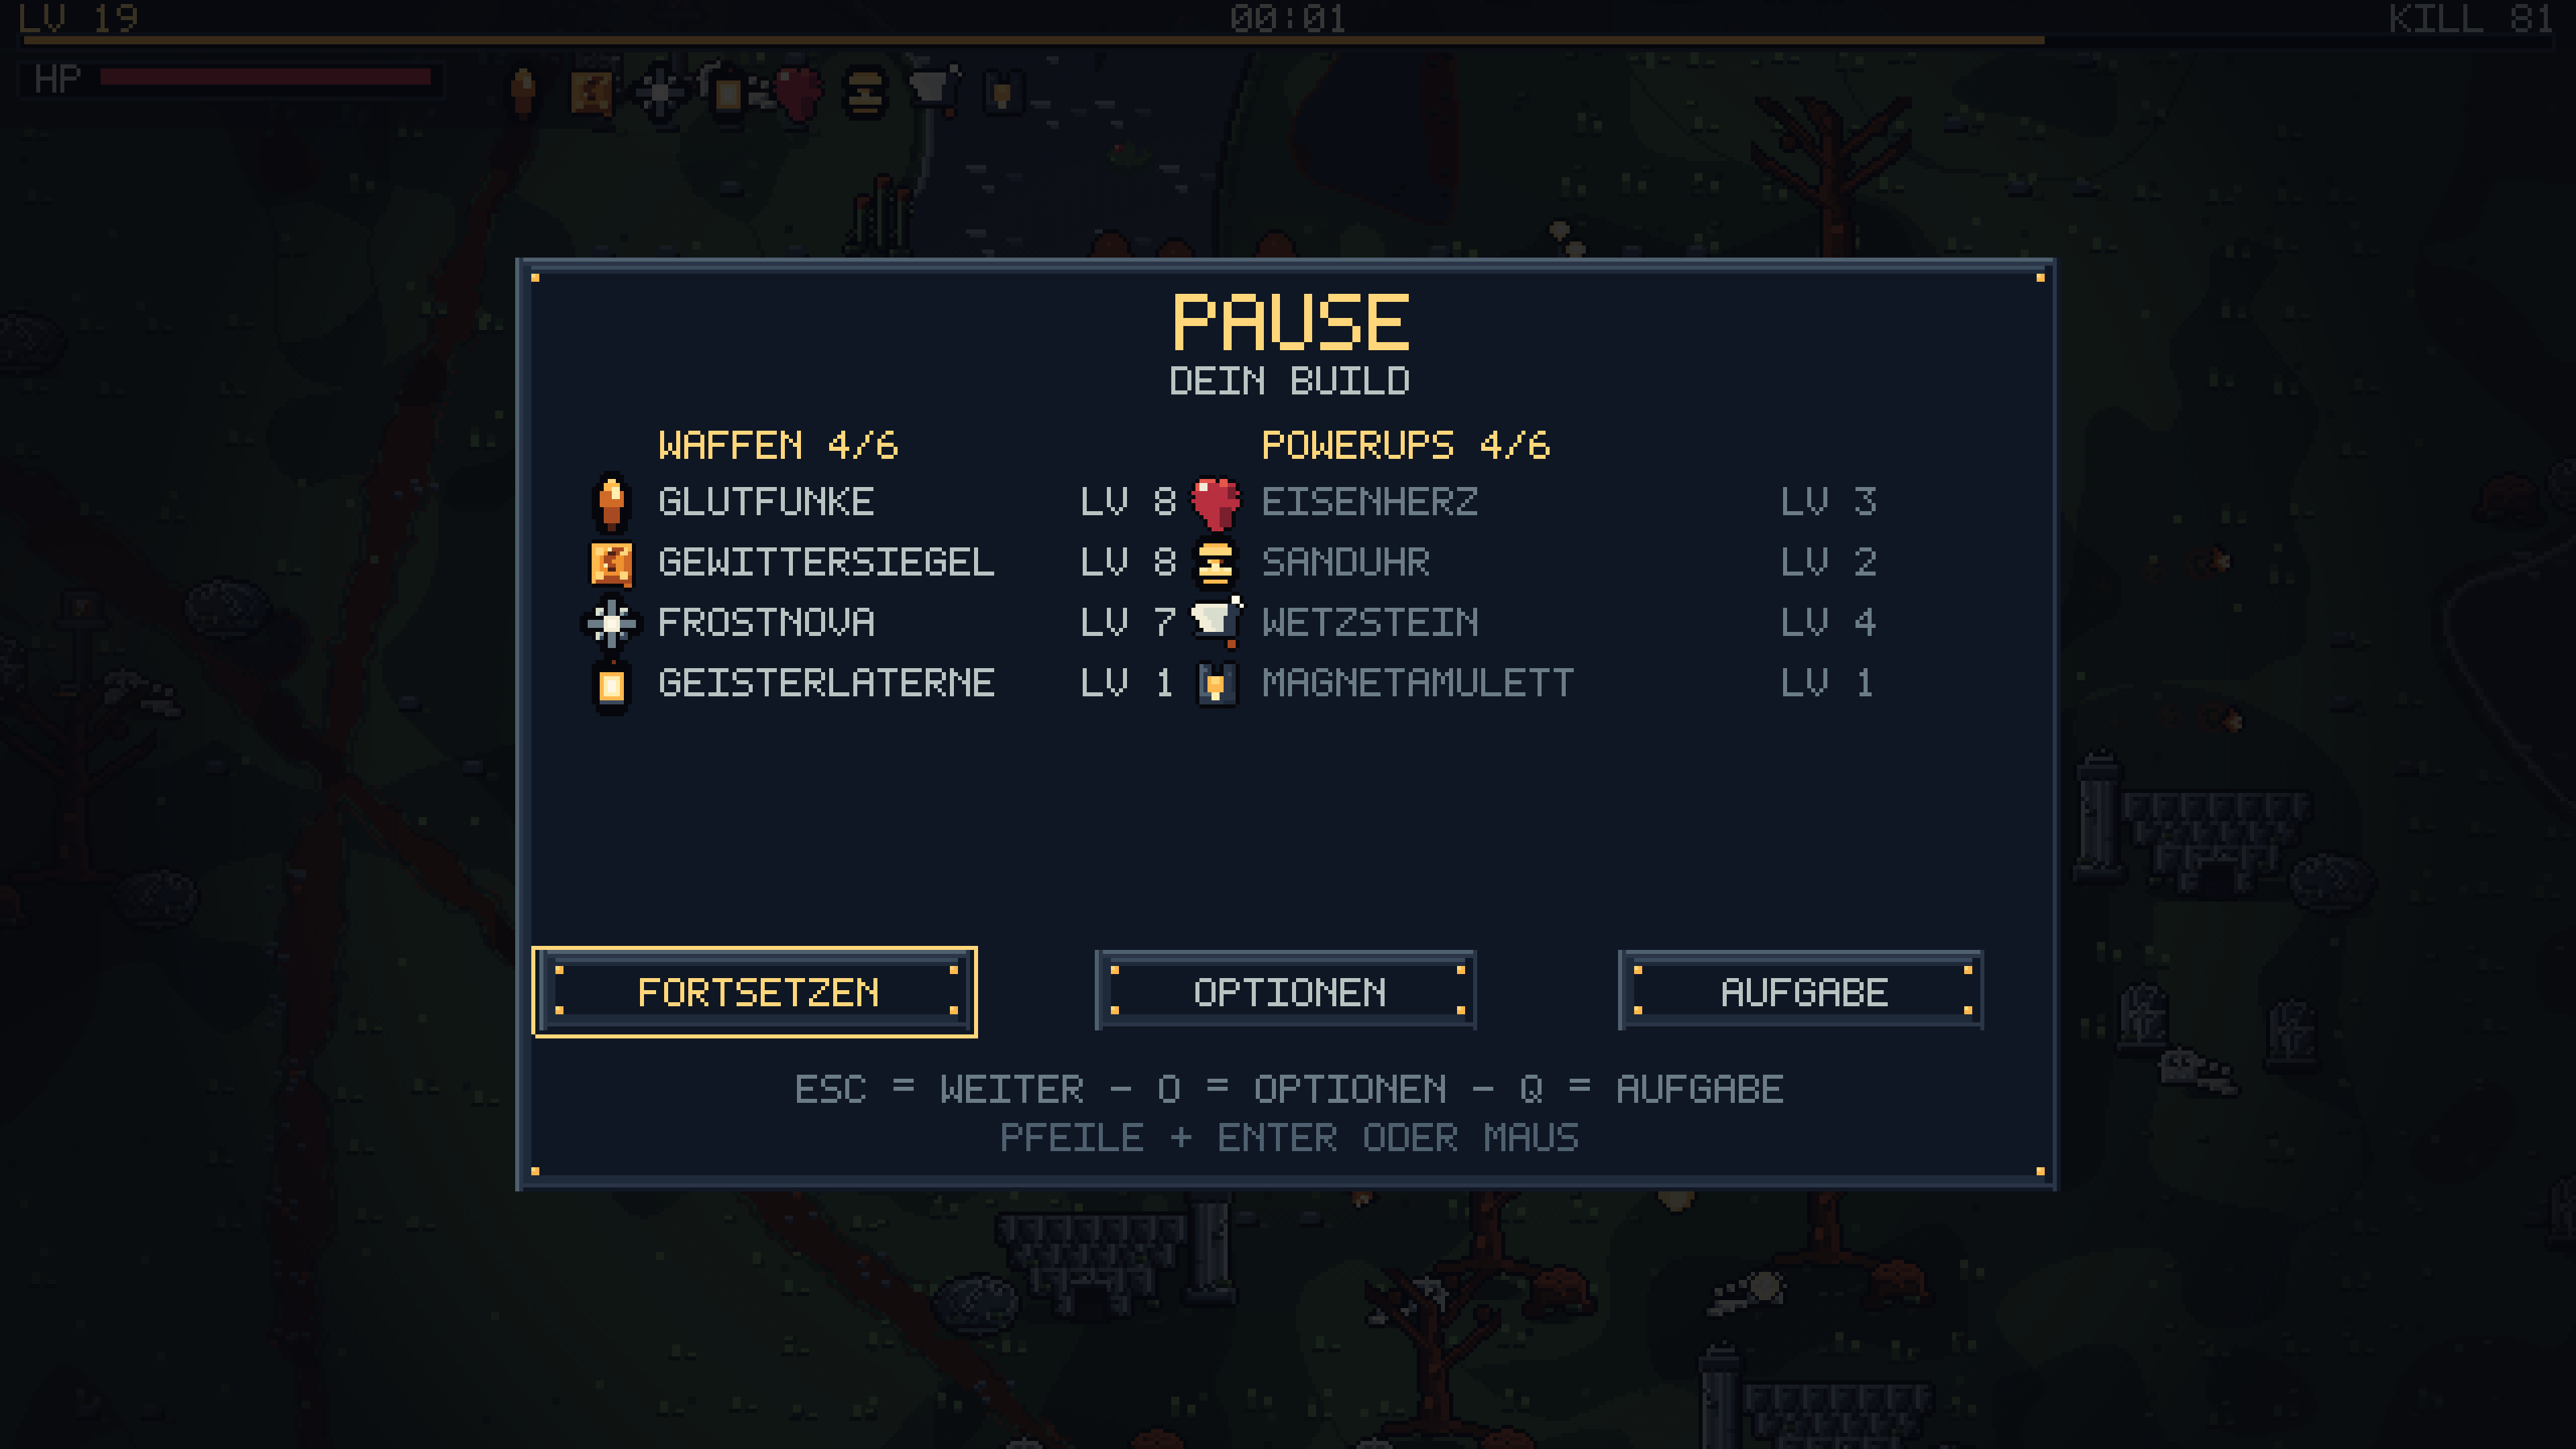 LV 19 00:01 KILL 81
HP
PAUSE
DEIN BUILD
WAFFEN 4/6 POWERUPS 4/6
GLUTFUNKE LV 8 EISENHERZ LV 3
GEWITTERSIEGEL LV 8 SANDUHR LV 2
FROSTNOVA LV 7 WETZSTEIN LV 4
GEISTERLATERNE LV 1 MAGNETAMULETT LV 1
FORTSETZEN OPTIONEN AUFGABE
ESC = WEITER - O = OPTIONEN - Q = AUFGABE
PFEILE + ENTER ODER MAUS